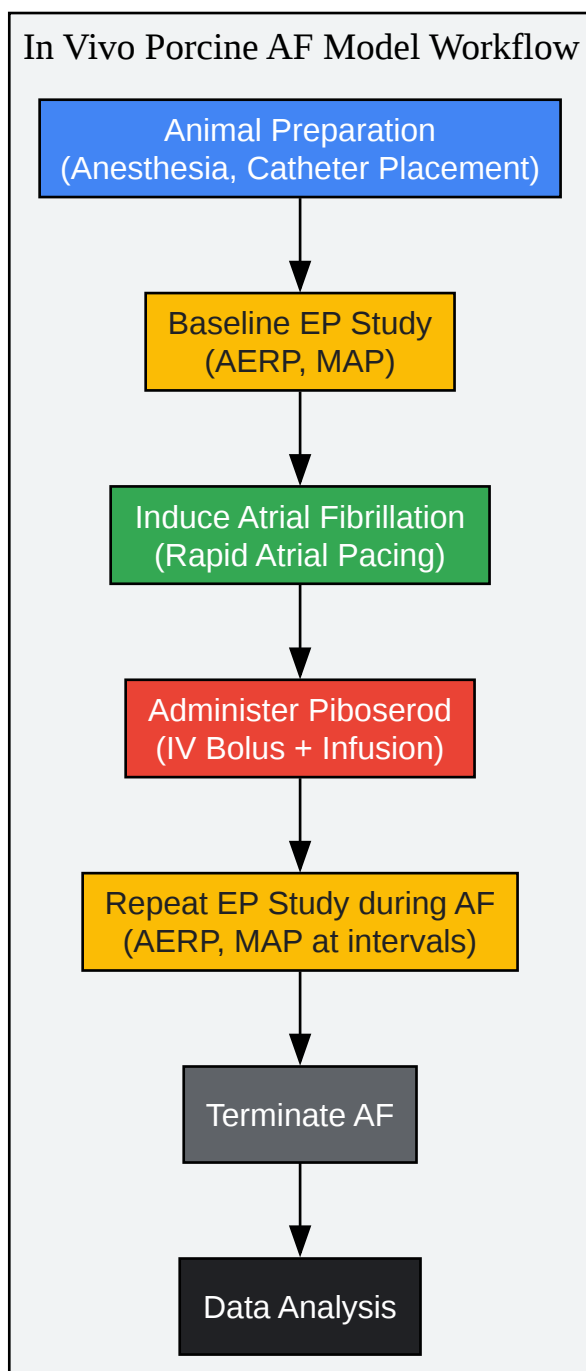 In Vivo Porcine AF Model Workflow
Animal Preparation
(Anesthesia, Catheter Placement)
Baseline EP Study
(AERP, MAP)
Induce Atrial Fibrillation
(Rapid Atrial Pacing)
Administer Piboserod
(IV Bolus + Infusion)
Repeat EP Study during AF
(AERP, MAP at intervals)
Terminate AF
Data Analysis